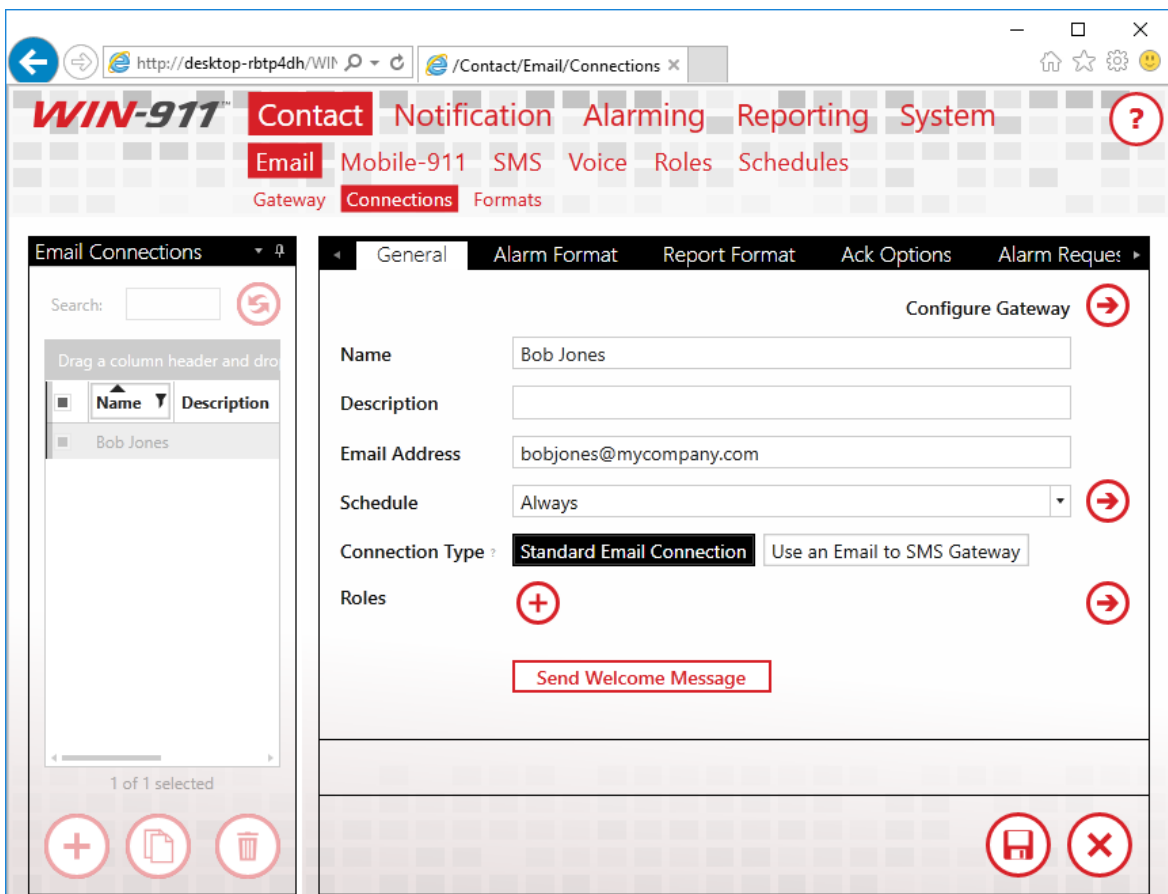 http://desktop-rbtp4dh/WIN
/Contact/Email/Connections
WIN-911™ Contact Notification Alarming Reporting System ?
Email Mobile-911 SMS Voice Roles Schedules
Gateway Connections Formats
Email Connections
General Alarm Format Report Format Ack Options Alarm Reques
Search:
Configure Gateway
Drag a column header and dro
Name Description
Bob Jones
Name Bob Jones
Description
Email Address bobjones@mycompany.com
Schedule Always
Connection Type ? Standard Email Connection Use an Email to SMS Gateway
Roles
Send Welcome Message
1 of 1 selected